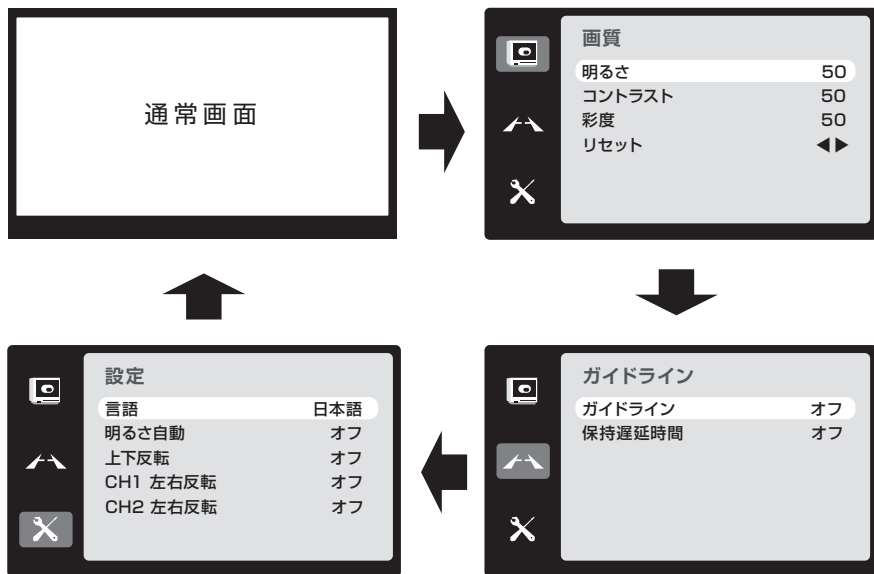 通常画面
画質
明るさ 50
コントラスト 50
彩度 50
リセット ◀▶
設定
言語 日本語
明るさ自動 オフ
上下反転 オフ
CH1 左右反転 オフ
CH2 左右反転 オフ
ガイドライン
ガイドライン オフ
保持遅延時間 オフ